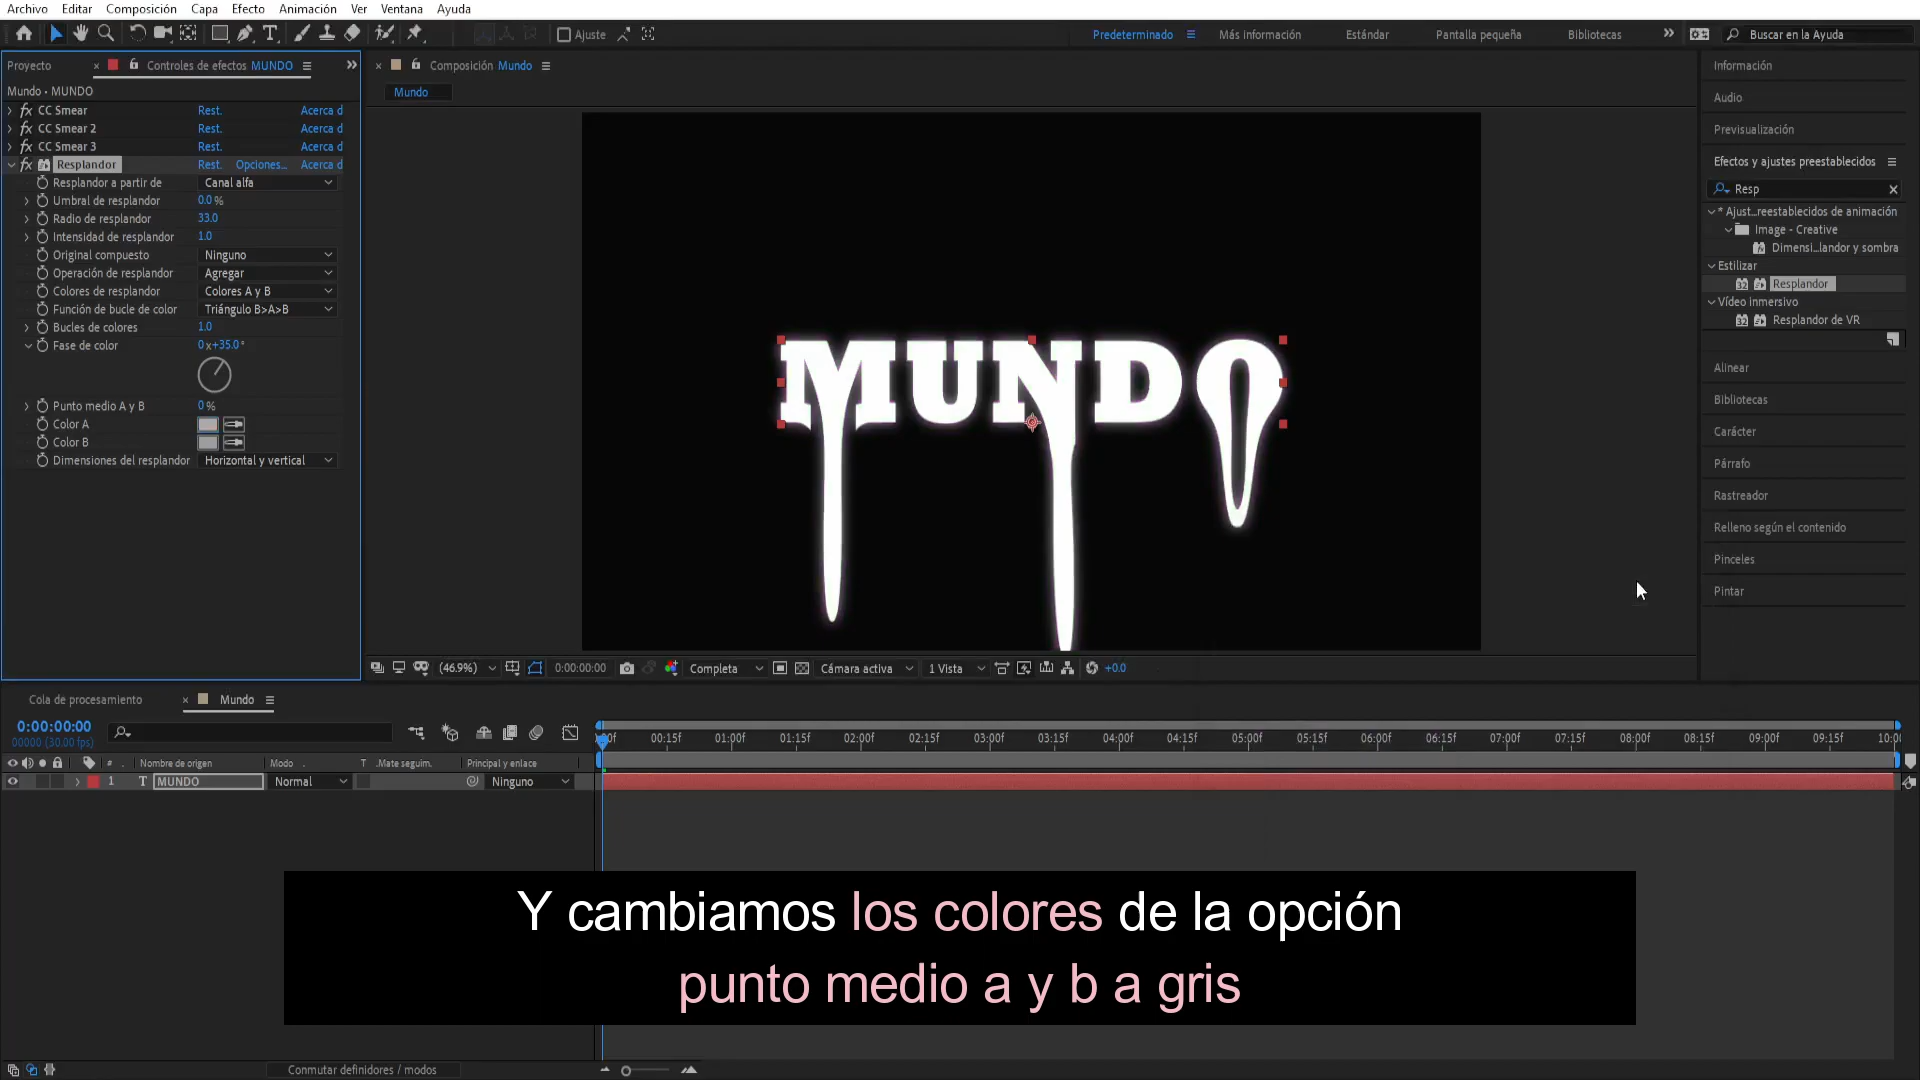 Archivo Editar Composición Capa Efecto Animación Ver Ventana Ayuda
Ajuste Predeterminado Más información Estándar Pantalla pequeña Bibliotecas Buscar en la Ayuda
Proyecto Controles de efectos MUNDO
Mundo • MUNDO
fx CC Smear Rest. Acerca d
fx CC Smear 2 Rest. Acerca d
fx CC Smear 3 Rest. Acerca d
fx Resplandor Rest. Opciones... Acerca d
Resplandor a partir de Canal alfa
Umbral de resplandor 0.0 %
Radio de resplandor 33.0
Intensidad de resplandor 1.0
Original compuesto Ninguno
Operación de resplandor Agregar
Colores de resplandor Colores A y B
Función de bucle de color Triángulo B>A>B
Bucles de colores 1.0
Fase de color 0 x+35.0°
Punto medio A y B 0 %
Color A
Color B
Dimensiones del resplandor Horizontal y vertical
Composición Mundo
Mundo
MUNDO
(46.9%) 0:00:00:00 Completa Cámara activa 1 Vista +0.0
Información
Audio
Previsualización
Efectos y ajustes preestablecidos
Resp
* Ajust...reestablecidos de animación
Image - Creative
Dimensi...landor y sombra
Estilizar
32 Resplandor
Vídeo inmersivo
32 Resplandor de VR
Alinear
Bibliotecas
Carácter
Párrafo
Rastreador
Relleno según el contenido
Pinceles
Pintar
Cola de procesamiento Mundo
0:00:00:00
00000 (30.00 fps)
00f 00:15f 01:00f 01:15f 02:00f 02:15f 03:00f 03:15f 04:00f 04:15f 05:00f 05:15f 06:00f 06:15f 07:00f 07:15f 08:00f 08:15f 09:00f 09:15f 10:00
# Nombre de origen Modo T .Mate seguim. Principal y enlace
1 T MUNDO Normal Ninguno
Y cambiamos los colores de la opción
punto medio a y b a gris
Conmutar definidores / modos